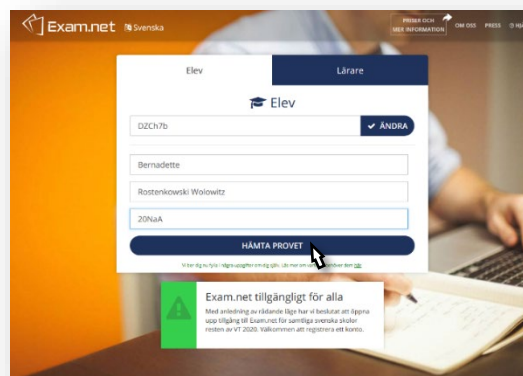 Exam.net Svenska
PRISER OCH
MER INFORMATION
OM OSS PRESS
Elev Lärare
Elev
DZCh7b ÄNDRA
Bernadette
Rostenkowski Wolowitz
20NaA
HÄMTA PROVET
Exam.net tillgängligt för alla
Med anledning av rådande läge har vi beslutat att öppna
upp tillgång till Exam.net för samtliga svenska skolor
resten av VT 2020. Välkommen att registrera ett konto.